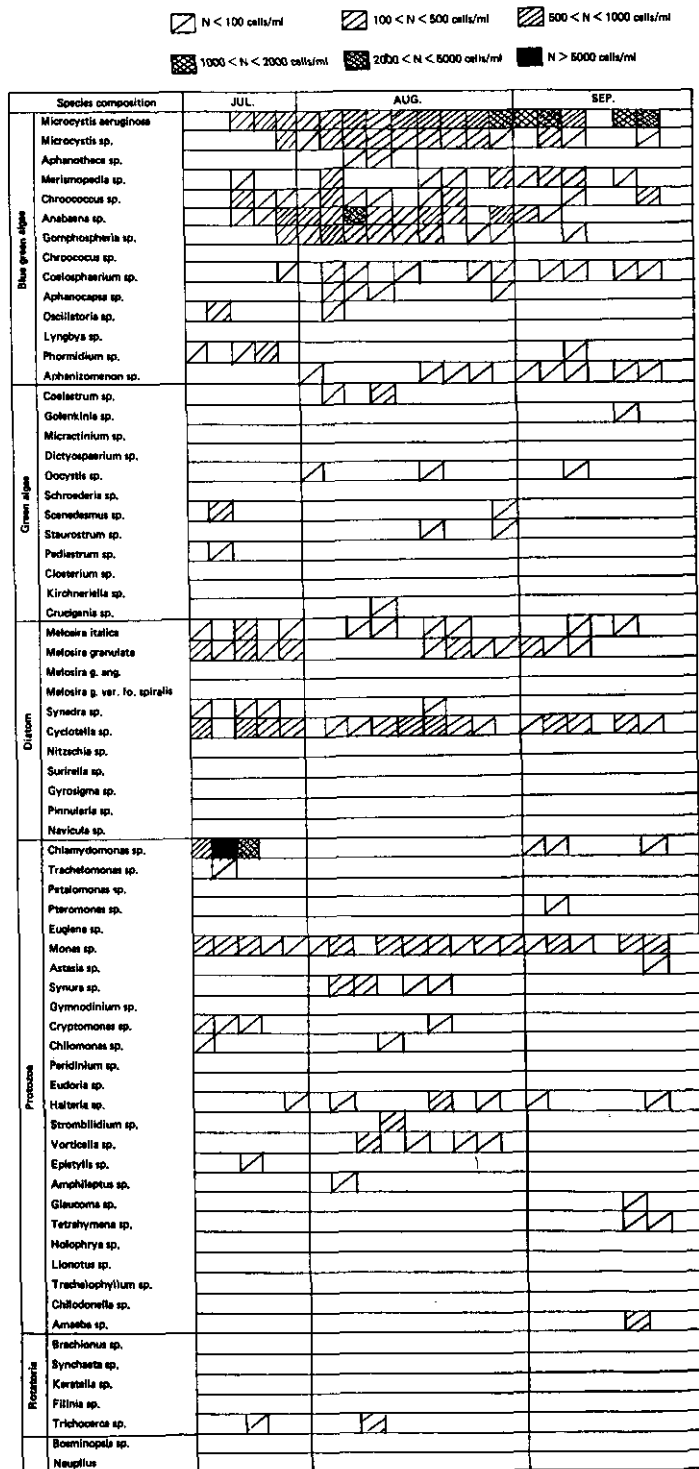 N < 100 cells/ml 100 < N < 500 cells/ml 500 < N < 1000 cells/ml
1000 < N < 2000 cells/ml 2000 < N < 5000 cells/ml N > 5000 cells/ml
Species composition JUL. AUG. SEP.
Blue green algae
Microcystis aeruginosa
Microcystis sp.
Aphanotheca sp.
Merismopedia sp.
Chroococcus sp.
Anabaena sp.
Gomphospheria sp.
Chroococus sp.
Coelosphaerium sp.
Aphanocapsa sp.
Oscillatoria sp.
Lyngbya sp.
Phormidium sp.
Aphanizomenon sp.
Green algae
Coelastrum sp.
Golenkinia sp.
Micractinium sp.
Dictyospaerium sp.
Oocystis sp.
Schroederia sp.
Scenedesmus sp.
Staurostrum sp.
Pediastrum sp.
Closterium sp.
Kirchneriella sp.
Crucigania sp.
Diatom
Melosira italica
Melosira granulata
Melosira g. ang.
Melosira g. var. fo. spiralis
Synedra sp.
Cyclotella sp.
Nitzschia sp.
Surirella sp.
Gyrosigma sp.
Pinnularia sp.
Navicula sp.
Protozoa
Chlamydomonas sp.
Trachelomonas sp.
Petalomonas sp.
Pteromonas sp.
Euglena sp.
Monas sp.
Astasia sp.
Synura sp.
Gymnodinium sp.
Cryptomonas sp.
Chilomonas sp.
Peridinium sp.
Eudoria sp.
Halteria sp.
Strombilidium sp.
Vorticella sp.
Epistylis sp.
Amphileptus sp.
Glaucoma sp.
Tetrahymena sp.
Holophrya sp.
Lionotus sp.
Trachelophyllum sp.
Chilodonella sp.
Amaeba sp.
Rotatoria
Brachionus sp.
Synchaeta sp.
Keratella sp.
Filinia sp.
Trichoceros sp.
Bosminopsis sp.
Nauplius